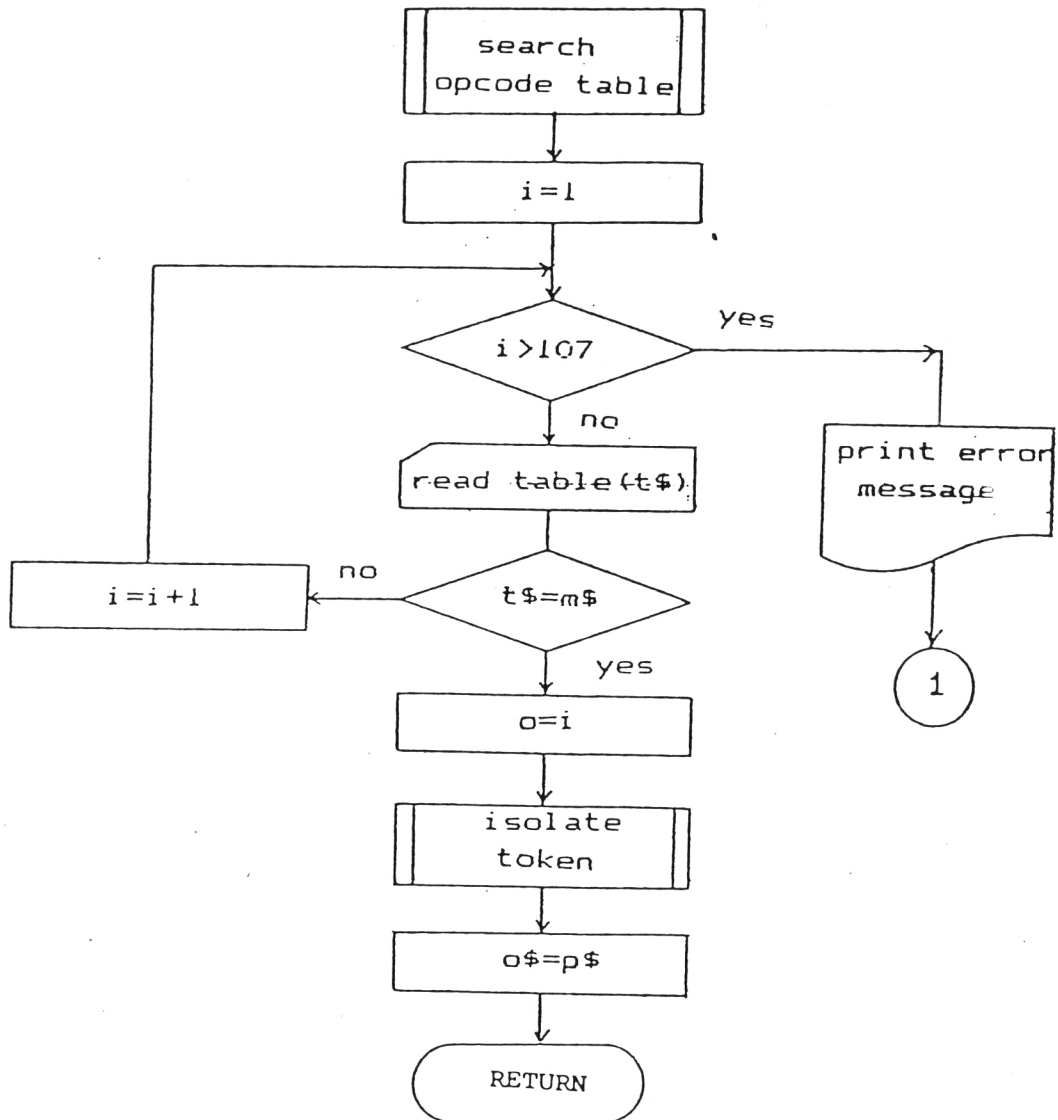 search
opcode table
i=1
i>107
yes
no
read table(t$)
print error
message
t$=m$
no
i=i+1
yes
1
o=i
isolate
token
o$=p$
RETURN